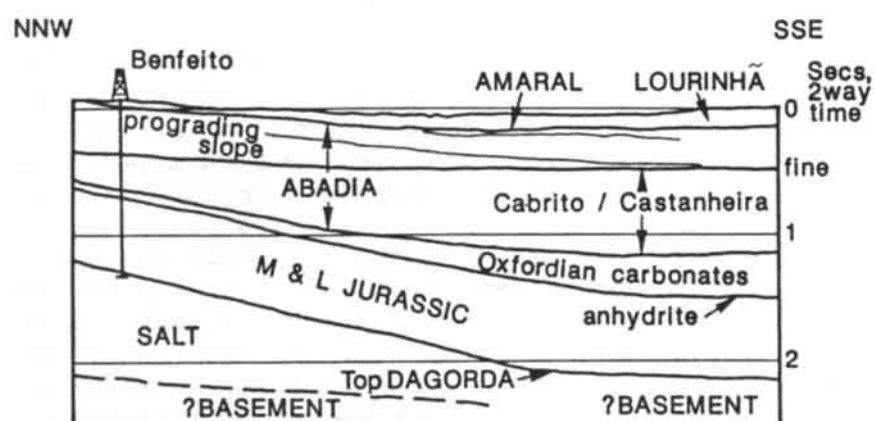 NNW
SSE
Benfeito
AMARAL
LOURINHÃ
Secs,
2way
time
0
prograding
slope
fine
ABADIA
Cabrito / Castanheira
1
Oxfordian carbonates
M & L JURASSIC
anhydrite
SALT
2
Top DAGORDA
?BASEMENT
?BASEMENT